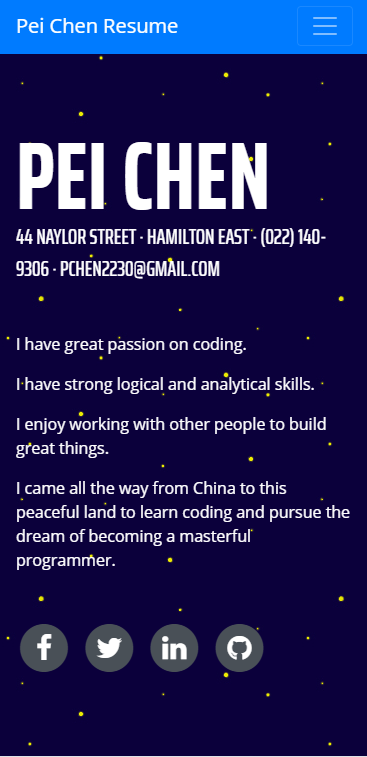 Pei Chen Resume
PEI CHEN
44 NAYLOR STREET · HAMILTON EAST · (022) 140-
9306 · PCHEN2230@GMAIL.COM
I have great passion on coding.
I have strong logical and analytical skills.
I enjoy working with other people to build
great things.
I came all the way from China to this
peaceful land to learn coding and pursue the
dream of becoming a masterful
programmer.